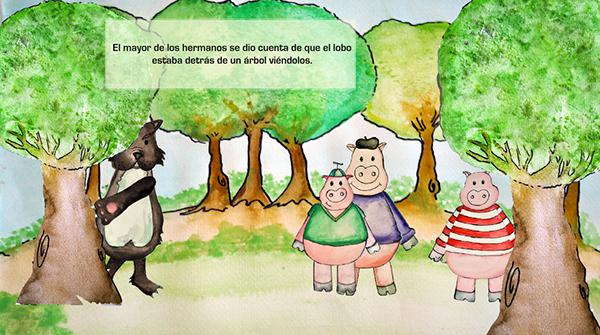 El mayor de los hermanos se dio cuenta de que el lobo
estaba detrás de un árbol viéndolos.